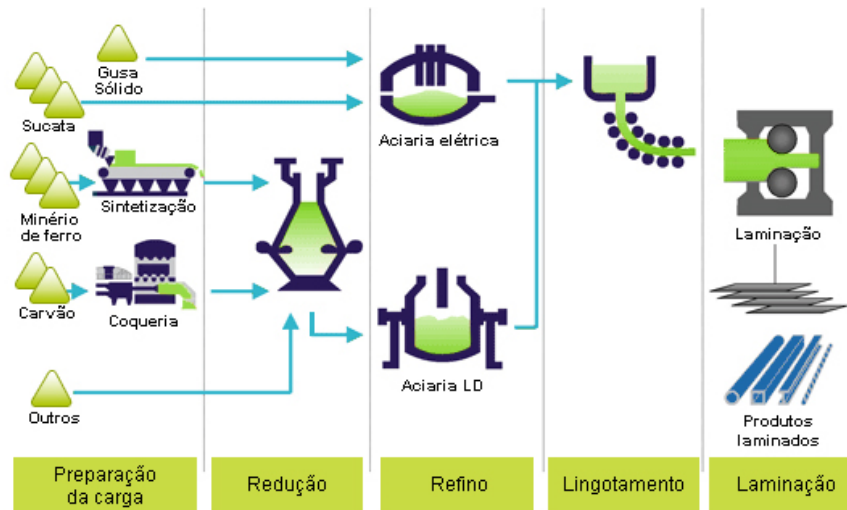 Gusa
Sólido
Sucata
Aciaria elétrica
Minério
de ferro
Sintetização
Laminação
Carvão
Coqueria
Aciaria LD
Outros
Produtos
laminados
Preparação
da carga
Redução
Refino
Lingotamento
Laminação